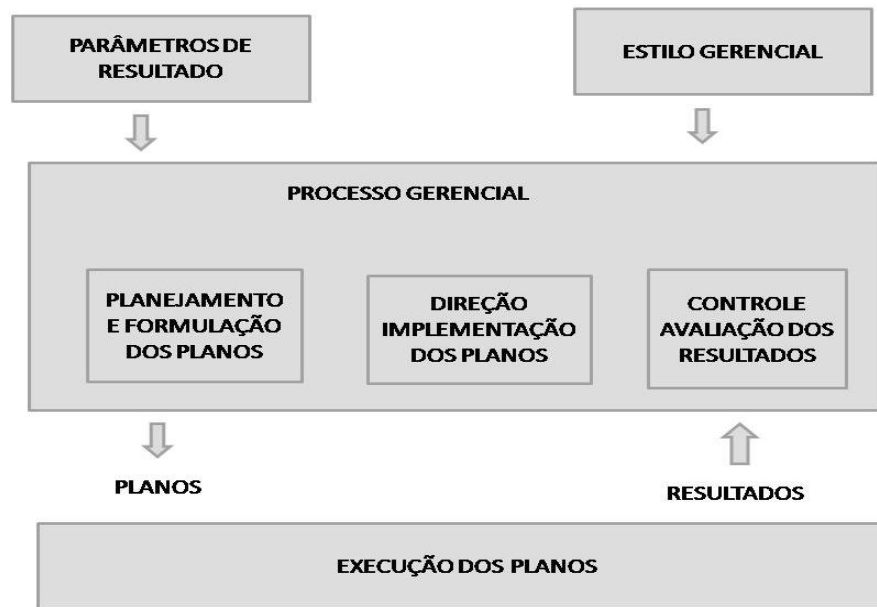 PARÂMETROS DE
RESULTADO
ESTILO GERENCIAL
PROCESSO GERENCIAL
PLANEJAMENTO
E FORMULAÇÃO
DOS PLANOS
DIREÇÃO
IMPLEMENTAÇÃO
DOS PLANOS
CONTROLE
AVALIAÇÃO DOS
RESULTADOS
PLANOS
RESULTADOS
EXECUÇÃO DOS PLANOS